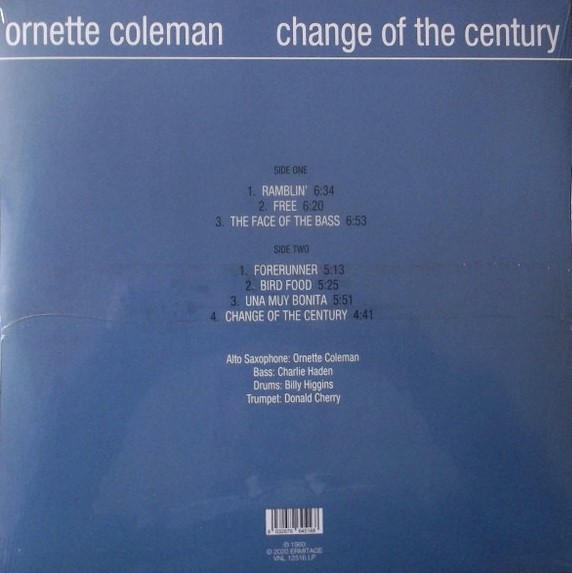 ornette coleman change of the century
SIDE ONE
1. RAMBLIN' 6:34
2. FREE 6:20
3. THE FACE OF THE BASS 6:53
SIDE TWO
1. FORERUNNER 5:13
2. BIRD FOOD 5:25
3. UNA MUY BONITA 5:51
4. CHANGE OF THE CENTURY 4:41
Alto Saxophone: Ornette Coleman
Bass: Charlie Haden
Drums: Billy Higgins
Trumpet: Donald Cherry
℗ 1960
© 2020 ERMITAGE
VNL 12516 LP